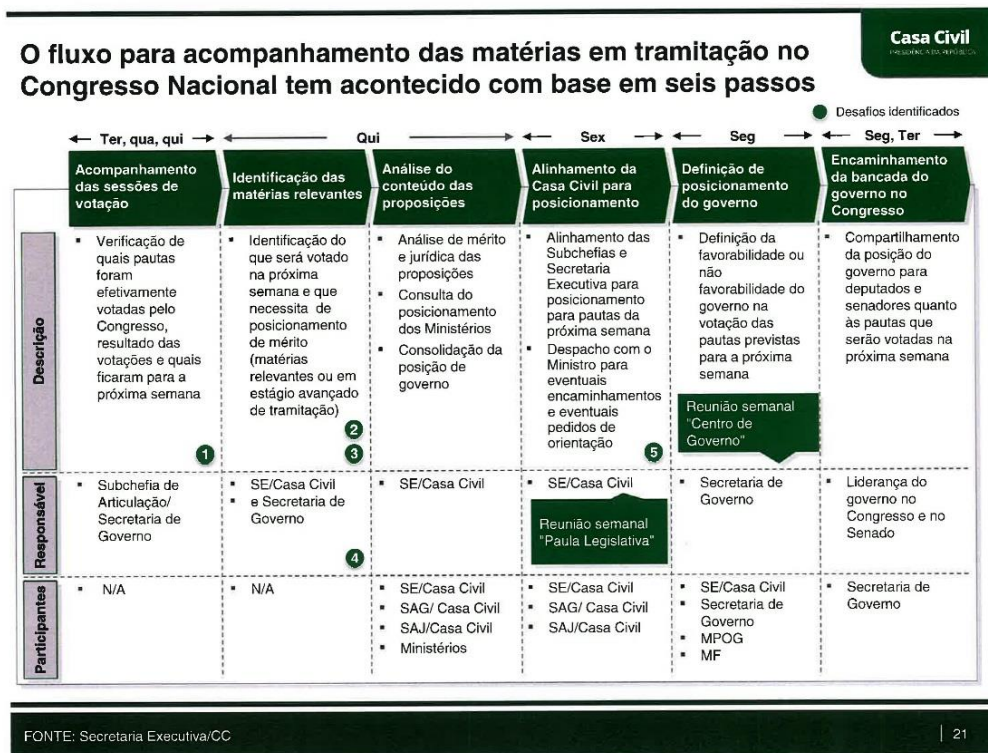 O fluxo para acompanhamento das matérias em tramitação no
Congresso Nacional tem acontecido com base em seis passos
Casa Civil
PRESIDÊNCIA DA REPÚBLICA
Desafios identificados
Ter, qua, qui
Qui
Sex
Seg
Seg, Ter
Acompanhamento
das sessões de
votação
Identificação das
matérias relevantes
Análise do
conteúdo das
proposições
Alinhamento da
Casa Civil para
posicionamento
Definição de
posicionamento
do governo
Encaminhamento
da bancada do
governo no
Congresso
Descrição
▪ Verificação de
quais pautas
foram
efetivamente
votadas pelo
Congresso,
resultado das
votações e quais
ficaram para a
próxima semana
1
▪ Identificação do
que será votado
na próxima
semana e que
necessita de
posicionamento
de mérito
(matérias
relevantes ou em
estágio avançado
de tramitação)
2
3
▪ Análise de mérito
e jurídica das
proposições
▪ Consulta do
posicionamento
dos Ministérios
▪ Consolidação da
posição de
governo
▪ Alinhamento das
Subchefias e
Secretaria
Executiva para
posicionamento
para pautas da
próxima semana
▪ Despacho com o
Ministro para
eventuais
encaminhamentos
e eventuais
pedidos de
orientação
5
▪ Definição da
favorabilidade ou
não
favorabilidade do
governo na
votação das
pautas previstas
para a próxima
semana
Reunião semanal
"Centro de
Governo"
▪ Compartilhamento
da posição do
governo para
deputados e
senadores quanto
às pautas que
serão votadas na
próxima semana
Responsável
▪ Subchefia de
Articulação/
Secretaria de
Governo
▪ SE/Casa Civil
▪ e Secretaria de
Governo
4
▪ SE/Casa Civil
▪ SE/Casa Civil
Reunião semanal
"Paula Legislativa"
▪ Secretaria de
Governo
▪ Liderança do
governo no
Congresso e no
Senado
Participantes
▪ N/A
▪ N/A
▪ SE/Casa Civil
▪ SAG/ Casa Civil
▪ SAJ/Casa Civil
▪ Ministérios
▪ SE/Casa Civil
▪ SAG/ Casa Civil
▪ SAJ/Casa Civil
▪ SE/Casa Civil
▪ Secretaria de
Governo
▪ MPOG
▪ MF
▪ Secretaria de
Governo
FONTE: Secretaria Executiva/CC
| 21